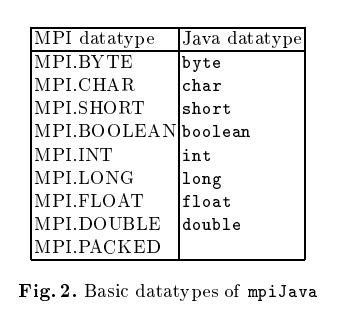 MPI datatype Java datatype
MPI.BYTE byte
MPI.CHAR char
MPI.SHORT short
MPI.BOOLEAN boolean
MPI.INT int
MPI.LONG long
MPI.FLOAT float
MPI.DOUBLE double
MPI.PACKED
Fig. 2. Basic datatypes of mpiJava